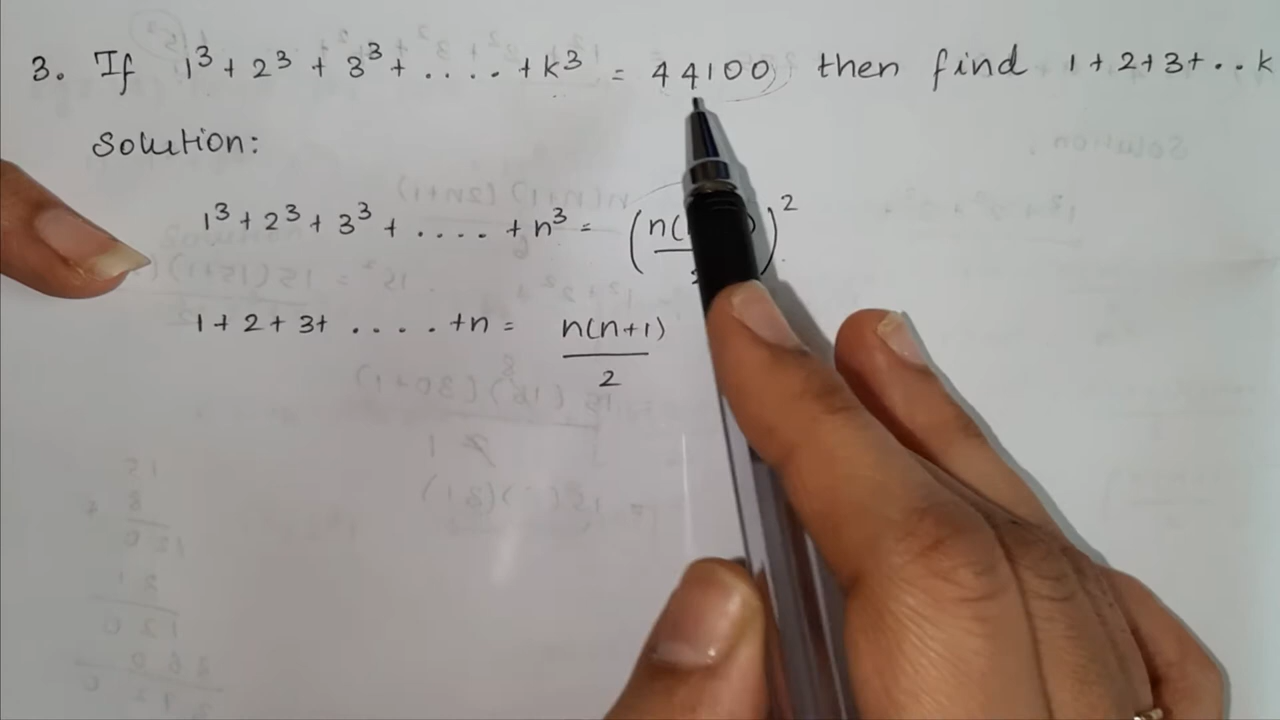 3. If 1³ + 2³ + 3³ + .... + k³ = 44100, then find 1+2+3+..k
Solution:
1³ + 2³ + 3³ + .... + n³ = (n( )²
1+2+3+ .... +n = n(n+1)/2